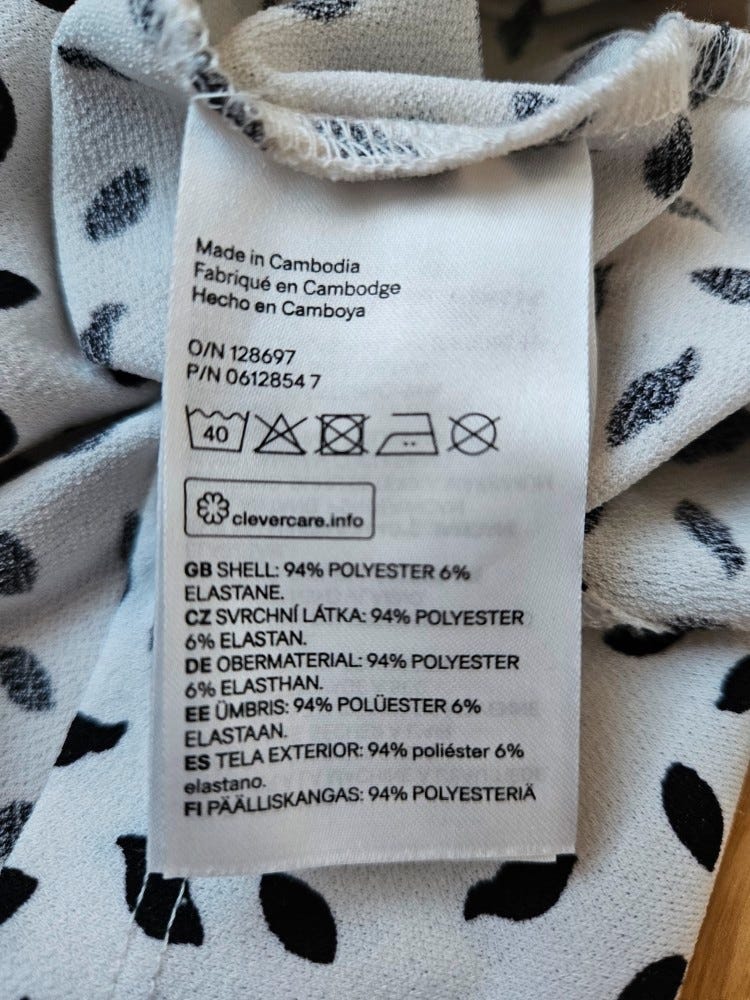 Made in Cambodia
Fabriqué en Cambodge
Hecho en Camboya
O/N 128697
P/N 0612854 7
40
clevercare.info
GB SHELL: 94% POLYESTER 6%
ELASTANE.
CZ SVRCHNÍ LÁTKA: 94% POLYESTER
6% ELASTAN.
DE OBERMATERIAL: 94% POLYESTER
6% ELASTHAN.
EE ÜMBRIS: 94% POLÜESTER 6%
ELASTAAN.
ES TELA EXTERIOR: 94% poliéster 6%
elastano.
FI PÄÄLLISKANGAS: 94% POLYESTERIÄ